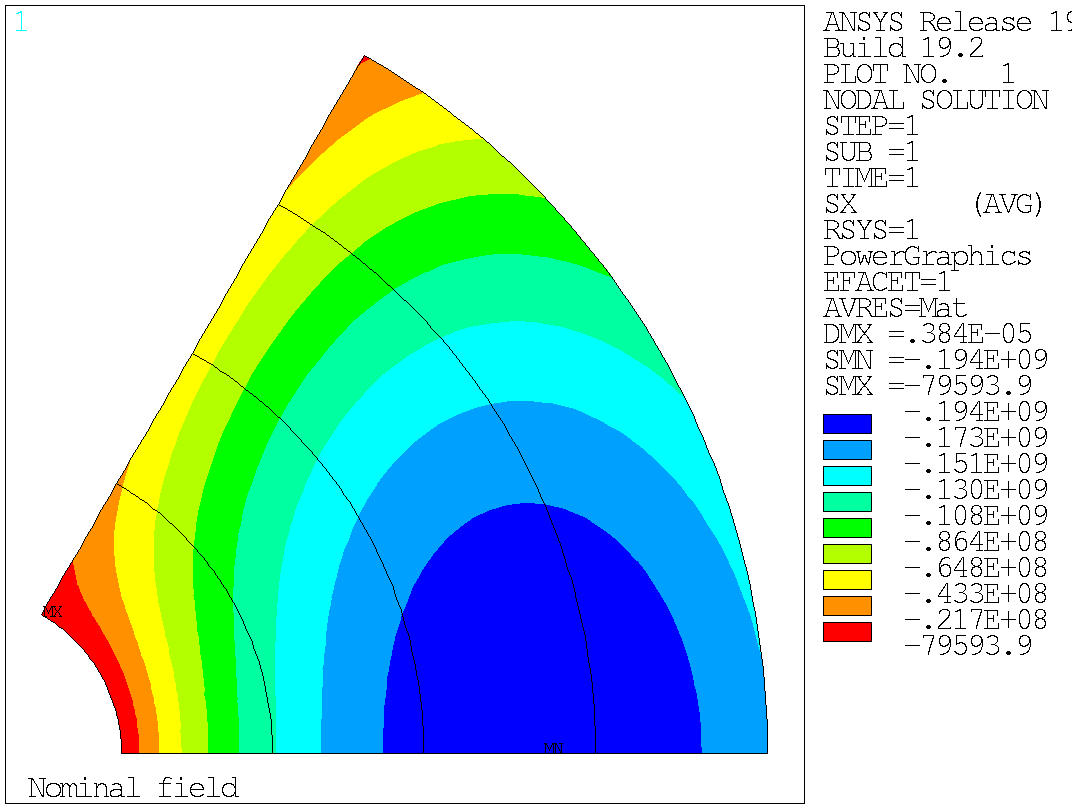 1
ANSYS Release 19
Build 19.2
PLOT NO.   1
NODAL SOLUTION
STEP=1
SUB =1
TIME=1
SX       (AVG)
RSYS=1
PowerGraphics
EFACET=1
AVRES=Mat
DMX =.384E-05
SMN =-.194E+09
SMX =-79593.9
-.194E+09
-.173E+09
-.151E+09
-.130E+09
-.108E+09
-.864E+08
-.648E+08
-.433E+08
-.217E+08
-79593.9
MX
MN
Nominal field